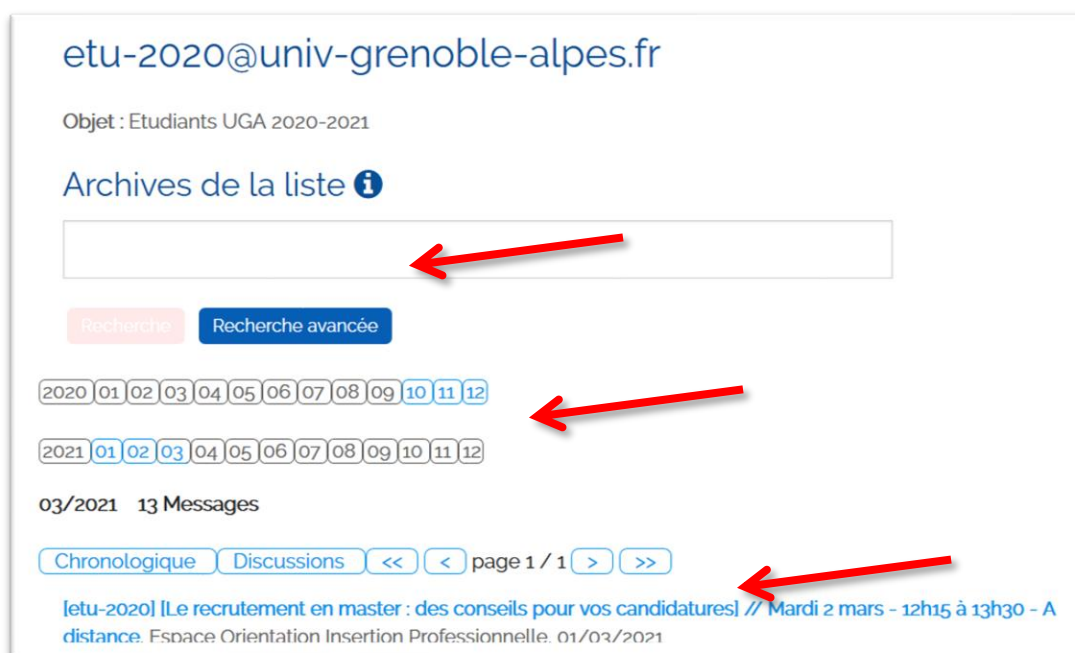 etu-2020@univ-grenoble-alpes.fr
Objet : Etudiants UGA 2020-2021
Archives de la liste
Recherche Recherche avancée
2020 01 02 03 04 05 06 07 08 09 10 11 12
2021 01 02 03 04 05 06 07 08 09 10 11 12
03/2021 13 Messages
Chronologique Discussions << < page 1 / 1 > >>
[etu-2020] [Le recrutement en master : des conseils pour vos candidatures] // Mardi 2 mars - 12h15 à 13h30 - A
distance, Espace Orientation Insertion Professionnelle, 01/03/2021